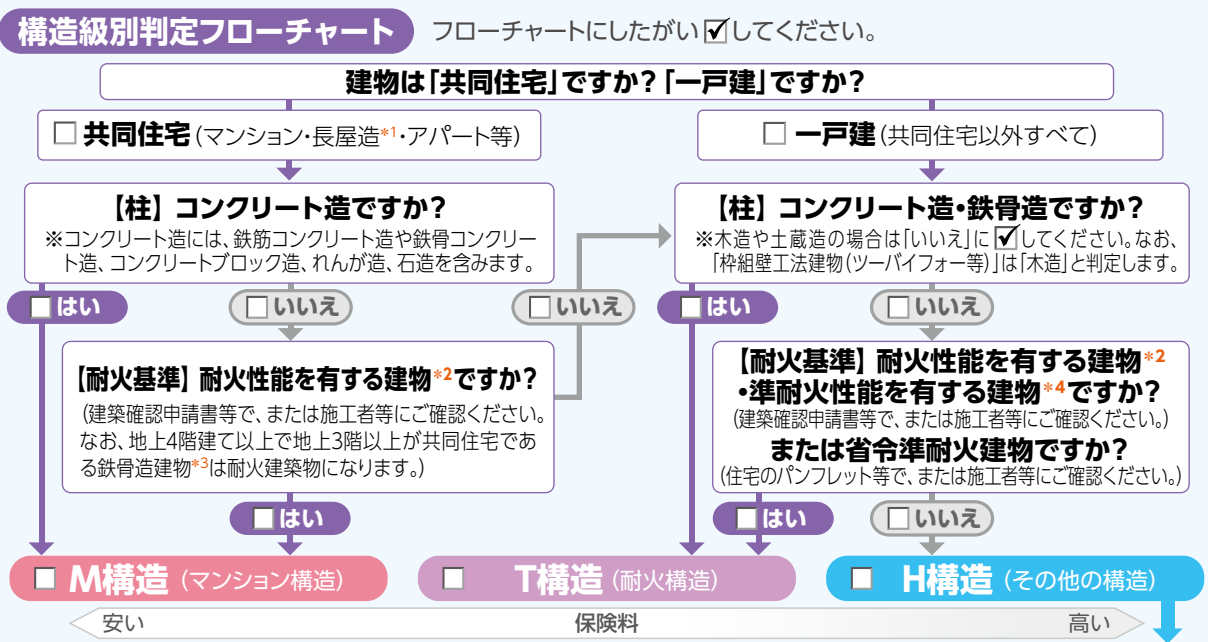 構造級別判定フローチャート フローチャートにしたがい☑してください。
建物は「共同住宅」ですか？「一戸建」ですか？
□共同住宅（マンション・長屋造*1・アパート等）
□一戸建（共同住宅以外すべて）
【柱】コンクリート造ですか？
※コンクリート造には、鉄筋コンクリート造や鉄骨コンクリー
ト造、コンクリートブロック造、れんが造、石造を含みます。
□はい
□いいえ
□いいえ
【耐火基準】耐火性能を有する建物*2ですか？
（建築確認申請書等で、または施工者等にご確認ください。
なお、地上4階建て以上で地上3階以上が共同住宅であ
る鉄骨造建物*3は耐火建築物になります。）
□はい
【柱】コンクリート造・鉄骨造ですか？
※木造や土蔵造の場合は「いいえ」に☑してください。なお、
「枠組壁工法建物（ツーバイフォー等）」は「木造」と判定します。
□はい
□いいえ
【耐火基準】耐火性能を有する建物*2
・準耐火性能を有する建物*4ですか？
（建築確認申請書等で、または施工者等にご確認ください。）
または省令準耐火建物ですか？
（住宅のパンフレット等で、または施工者等にご確認ください。）
□はい
□いいえ
□ M構造（マンション構造）
□ T構造（耐火構造）
□ H構造（その他の構造）
安い 保険料 高い